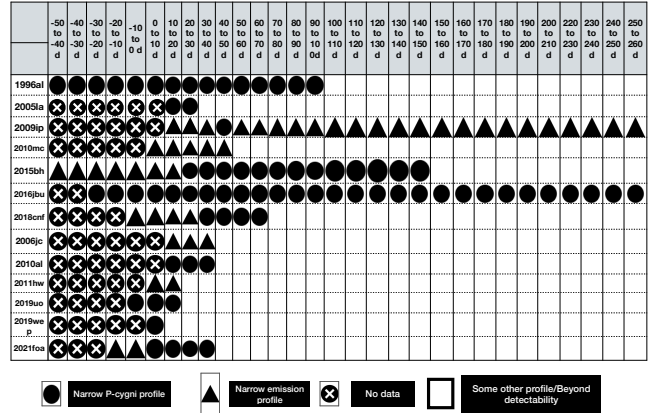 -50
to
-40
d
-40
to
-30
d
-30
to
-20
d
-20
to
-10
d
-10
to
0 d
0
to
10
d
10
to
20
d
20
to
30
d
30
to
40
d
40
to
50
d
50
to
60
d
60
to
70
d
70
to
80
d
80
to
90
d
90
to
10
0d
100
to
110
d
110
to
120
d
120
to
130
d
130
to
140
d
140
to
150
d
150
to
160
d
160
to
170
d
170
to
180
d
180
to
190
d
190
to
200
d
200
to
210
d
210
to
220
d
220
to
230
d
230
to
240
d
240
to
250
d
250
to
260
d
1996al
2005la
2009ip
2010mc
2015bh
2016jbu
2018cnf
2006jc
2010al
2011hw
2019uo
2019we
p
2021foa
Narrow P-cygni profile
Narrow emission
profile
No data
Some other profile/Beyond
detectability